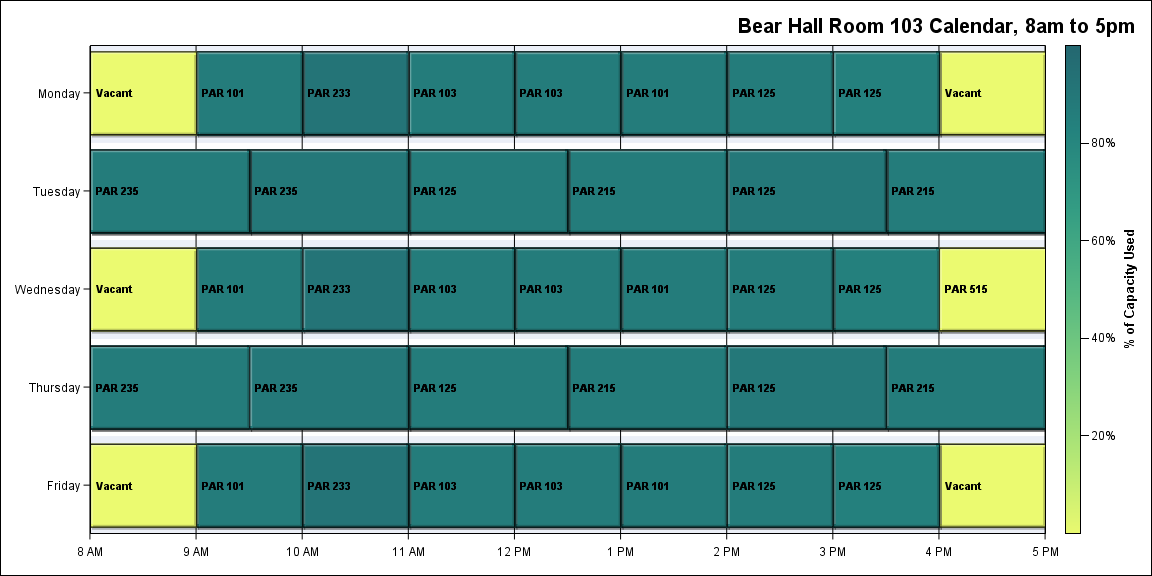 Bear Hall Room 103 Calendar, 8am to 5pm
Monday
Vacant
PAR 101
PAR 233
PAR 103
PAR 103
PAR 101
PAR 125
PAR 125
Vacant
Tuesday
PAR 235
PAR 235
PAR 125
PAR 215
PAR 125
PAR 215
Wednesday
Vacant
PAR 101
PAR 233
PAR 103
PAR 103
PAR 101
PAR 125
PAR 125
PAR 515
Thursday
PAR 235
PAR 235
PAR 125
PAR 215
PAR 125
PAR 215
Friday
Vacant
PAR 101
PAR 233
PAR 103
PAR 103
PAR 101
PAR 125
PAR 125
Vacant
8 AM
9 AM
10 AM
11 AM
12 PM
1 PM
2 PM
3 PM
4 PM
5 PM
80%
60%
40%
20%
% of Capacity Used